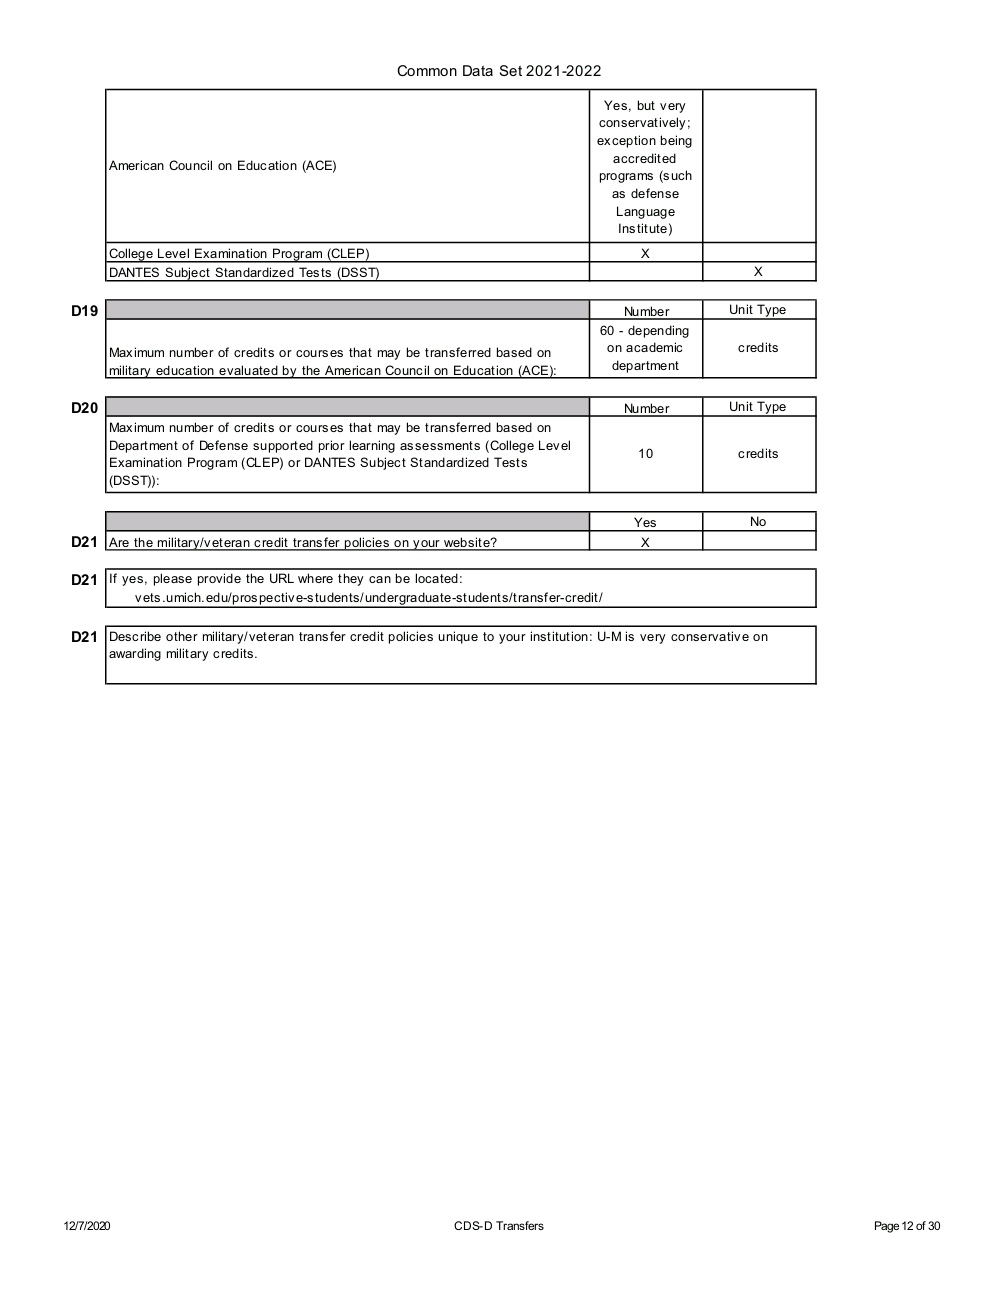 Common Data Set 2021-2022
American Council on Education (ACE)
Yes, but very
conservatively;
exception being
accredited
programs (such
as defense
Language
Institute)
College Level Examination Program (CLEP) X
DANTES Subject Standardized Tests (DSST) X
D19 Number Unit Type
Maximum number of credits or courses that may be transferred based on
military education evaluated by the American Council on Education (ACE):
60 - depending
on academic
department
credits
D20 Number Unit Type
Maximum number of credits or courses that may be transferred based on
Department of Defense supported prior learning assessments (College Level
Examination Program (CLEP) or DANTES Subject Standardized Tests
(DSST)):
10 credits
Yes No
D21 Are the military/veteran credit transfer policies on your website? X
D21 If yes, please provide the URL where they can be located:
vets.umich.edu/prospective-students/undergraduate-students/transfer-credit/
D21 Describe other military/veteran transfer credit policies unique to your institution: U-M is very conservative on
awarding military credits.
12/7/2020 CDS-D Transfers Page 12 of 30